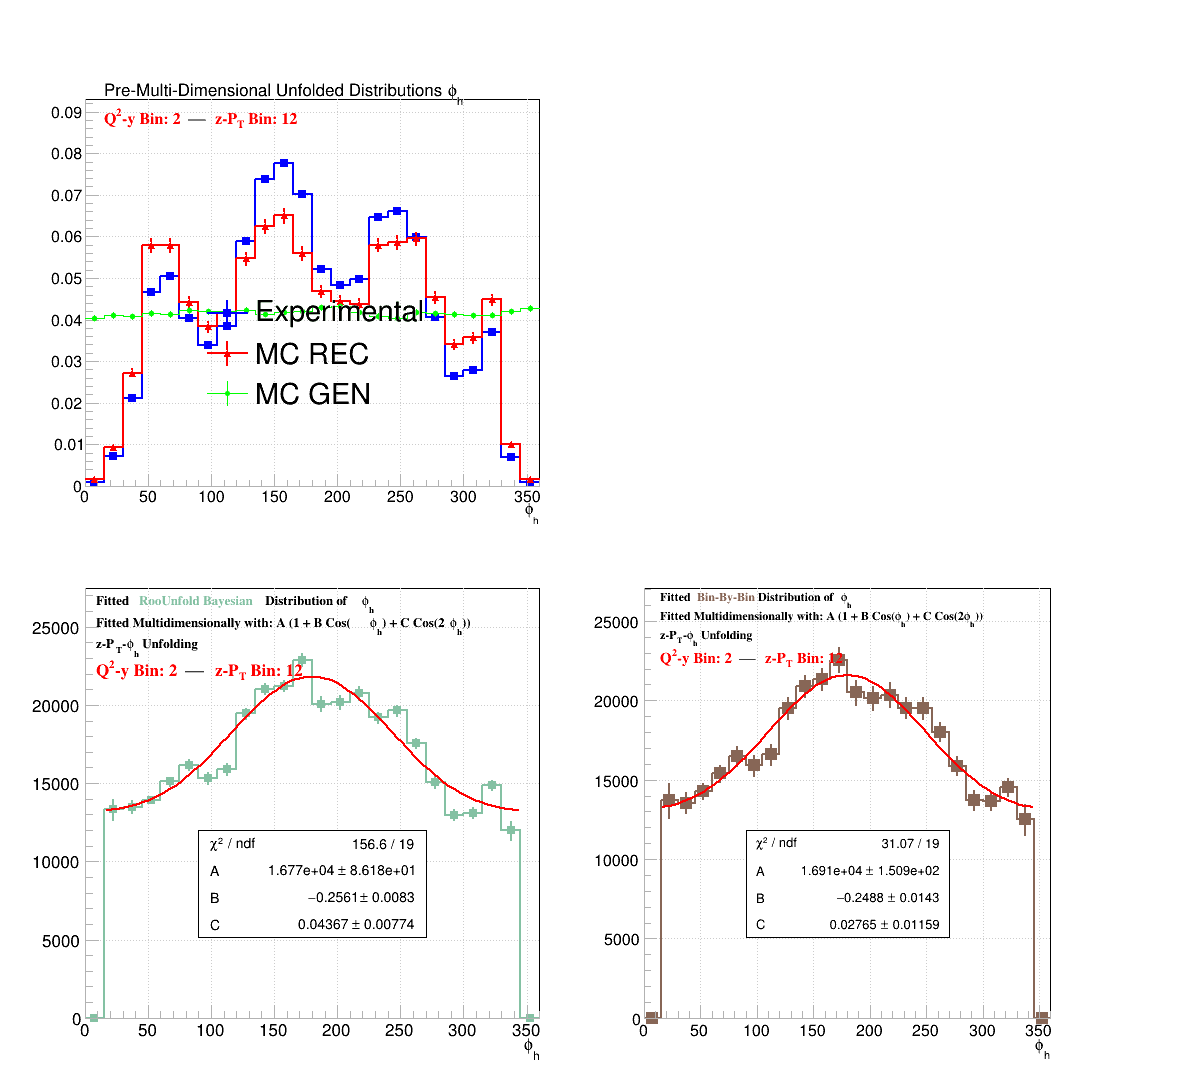 Pre-Multi-Dimensional Unfolded Distributions ϕh
Q²-y Bin: 2 — z-PT Bin: 12
0.09
0.08
0.07
0.06
0.05
0.04
0.03
0.02
0.01
0
Experimental
MC REC
MC GEN
0 50 100 150 200 250 300 350
ϕh
Fitted RooUnfold Bayesian Distribution of ϕh
Fitted Multidimensionally with: A (1 + B Cos( ϕh) + C Cos(2 ϕh))
z-PT-ϕh Unfolding
Q²-y Bin: 2 — z-PT Bin: 12
25000
20000
15000
10000
5000
0
χ² / ndf 156.6 / 19
A 1.677e+04 ± 8.618e+01
B −0.2561 ± 0.0083
C 0.04367 ± 0.00774
0 50 100 150 200 250 300 350
ϕh
Fitted Bin-By-Bin Distribution of ϕh
Fitted Multidimensionally with: A (1 + B Cos(ϕh) + C Cos(2ϕh))
z-PT-ϕh Unfolding
Q²-y Bin: 2 — z-PT Bin: 12
25000
20000
15000
10000
5000
0
χ² / ndf 31.07 / 19
A 1.691e+04 ± 1.509e+02
B −0.2488 ± 0.0143
C 0.02765 ± 0.01159
0 50 100 150 200 250 300 350
ϕh